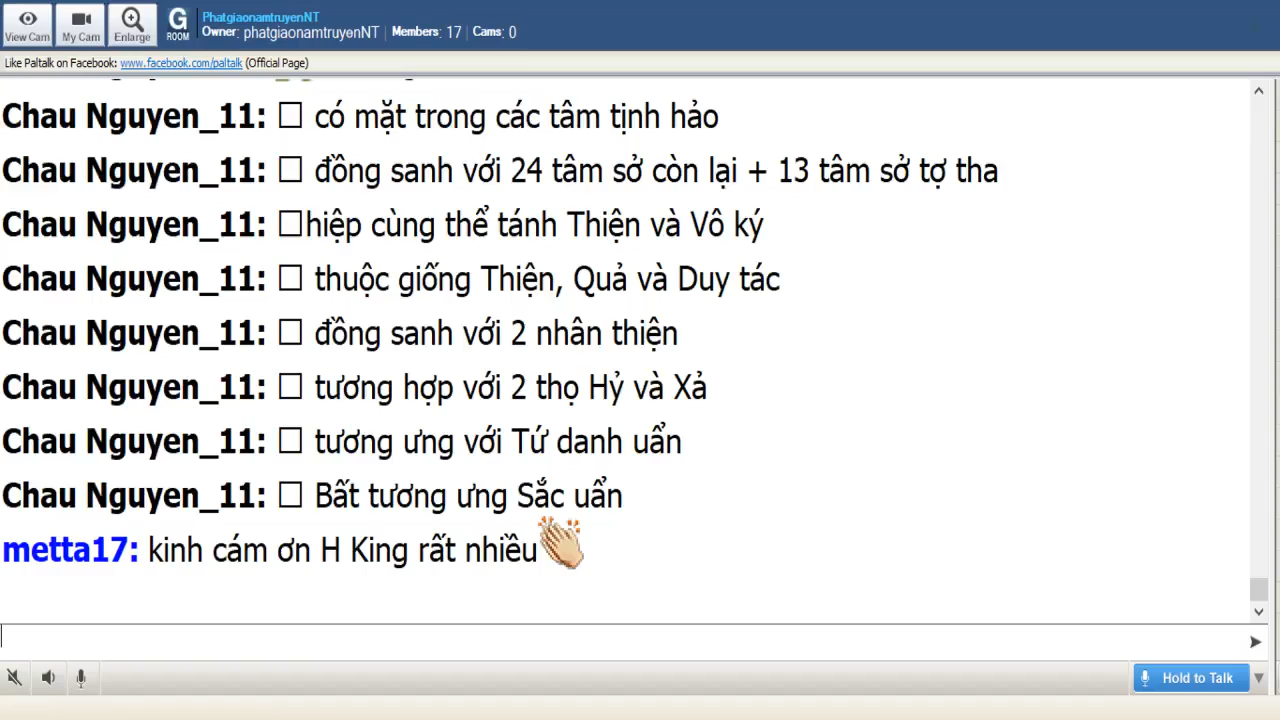 PhatgiaonamtruyenNT
Owner: phatgiaonamtruyenNT Members: 17 Cams: 0
View Cam My Cam Enlarge G ROOM
Like Paltalk on Facebook: www.facebook.com/paltalk (Official Page)
Chau Nguyen_11: □ có mặt trong các tâm tịnh hảo
Chau Nguyen_11: □ đồng sanh với 24 tâm sở còn lại + 13 tâm sở tợ tha
Chau Nguyen_11: □hiệp cùng thể tánh Thiện và Vô ký
Chau Nguyen_11: □ thuộc giống Thiện, Quả và Duy tác
Chau Nguyen_11: □ đồng sanh với 2 nhân thiện
Chau Nguyen_11: □ tương hợp với 2 thọ Hỷ và Xả
Chau Nguyen_11: □ tương ưng với Tứ danh uẩn
Chau Nguyen_11: □ Bất tương ưng Sắc uẩn
metta17: kinh cám ơn H King rất nhiều
Hold to Talk